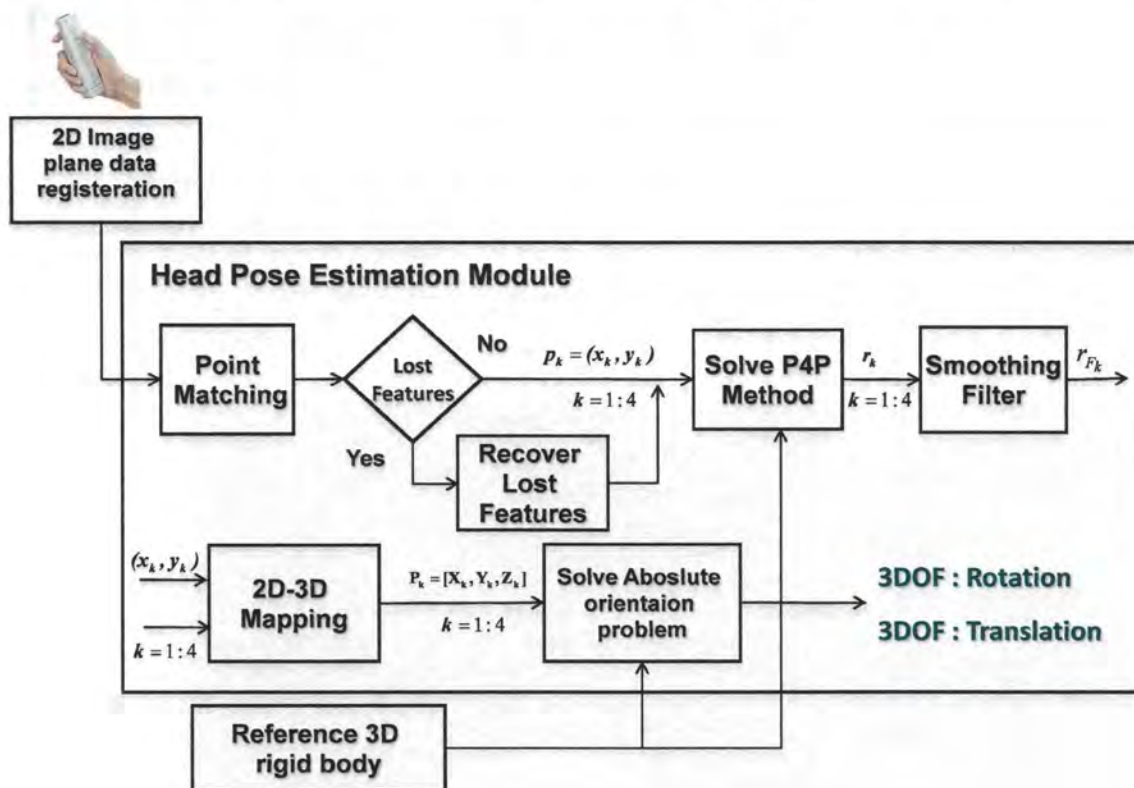 2D Image
plane data
registeration
Head Pose Estimation Module
Point
Matching
Lost
Features
No
Yes
p_k = (x_k, y_k)
k = 1 : 4
Recover
Lost
Features
Solve P4P
Method
r_k
k = 1 : 4
Smoothing
Filter
r_{F_k}
(x_k, y_k)
k = 1 : 4
2D-3D
Mapping
P_k = [X_k, Y_k, Z_k]
k = 1 : 4
Solve Aboslute
orientaion
problem
3DOF : Rotation
3DOF : Translation
Reference 3D
rigid body